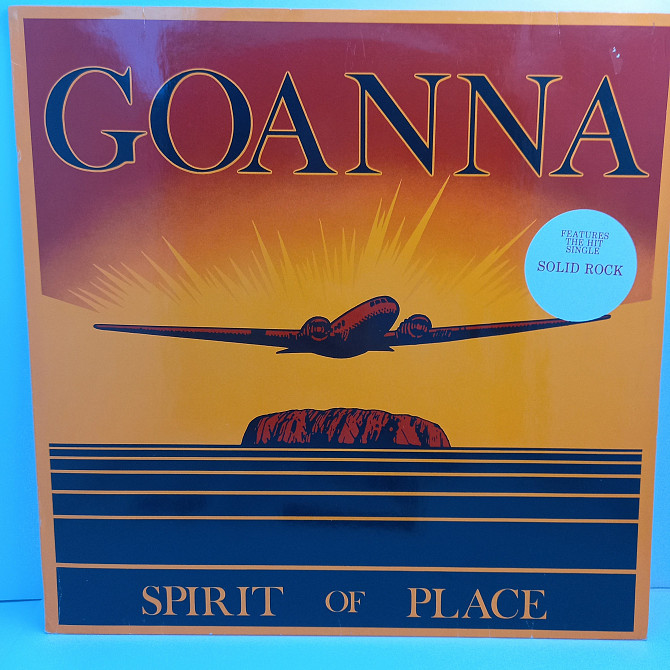 GOANNA
FEATURES
THE HIT
SINGLE
SOLID ROCK
SPIRIT OF PLACE